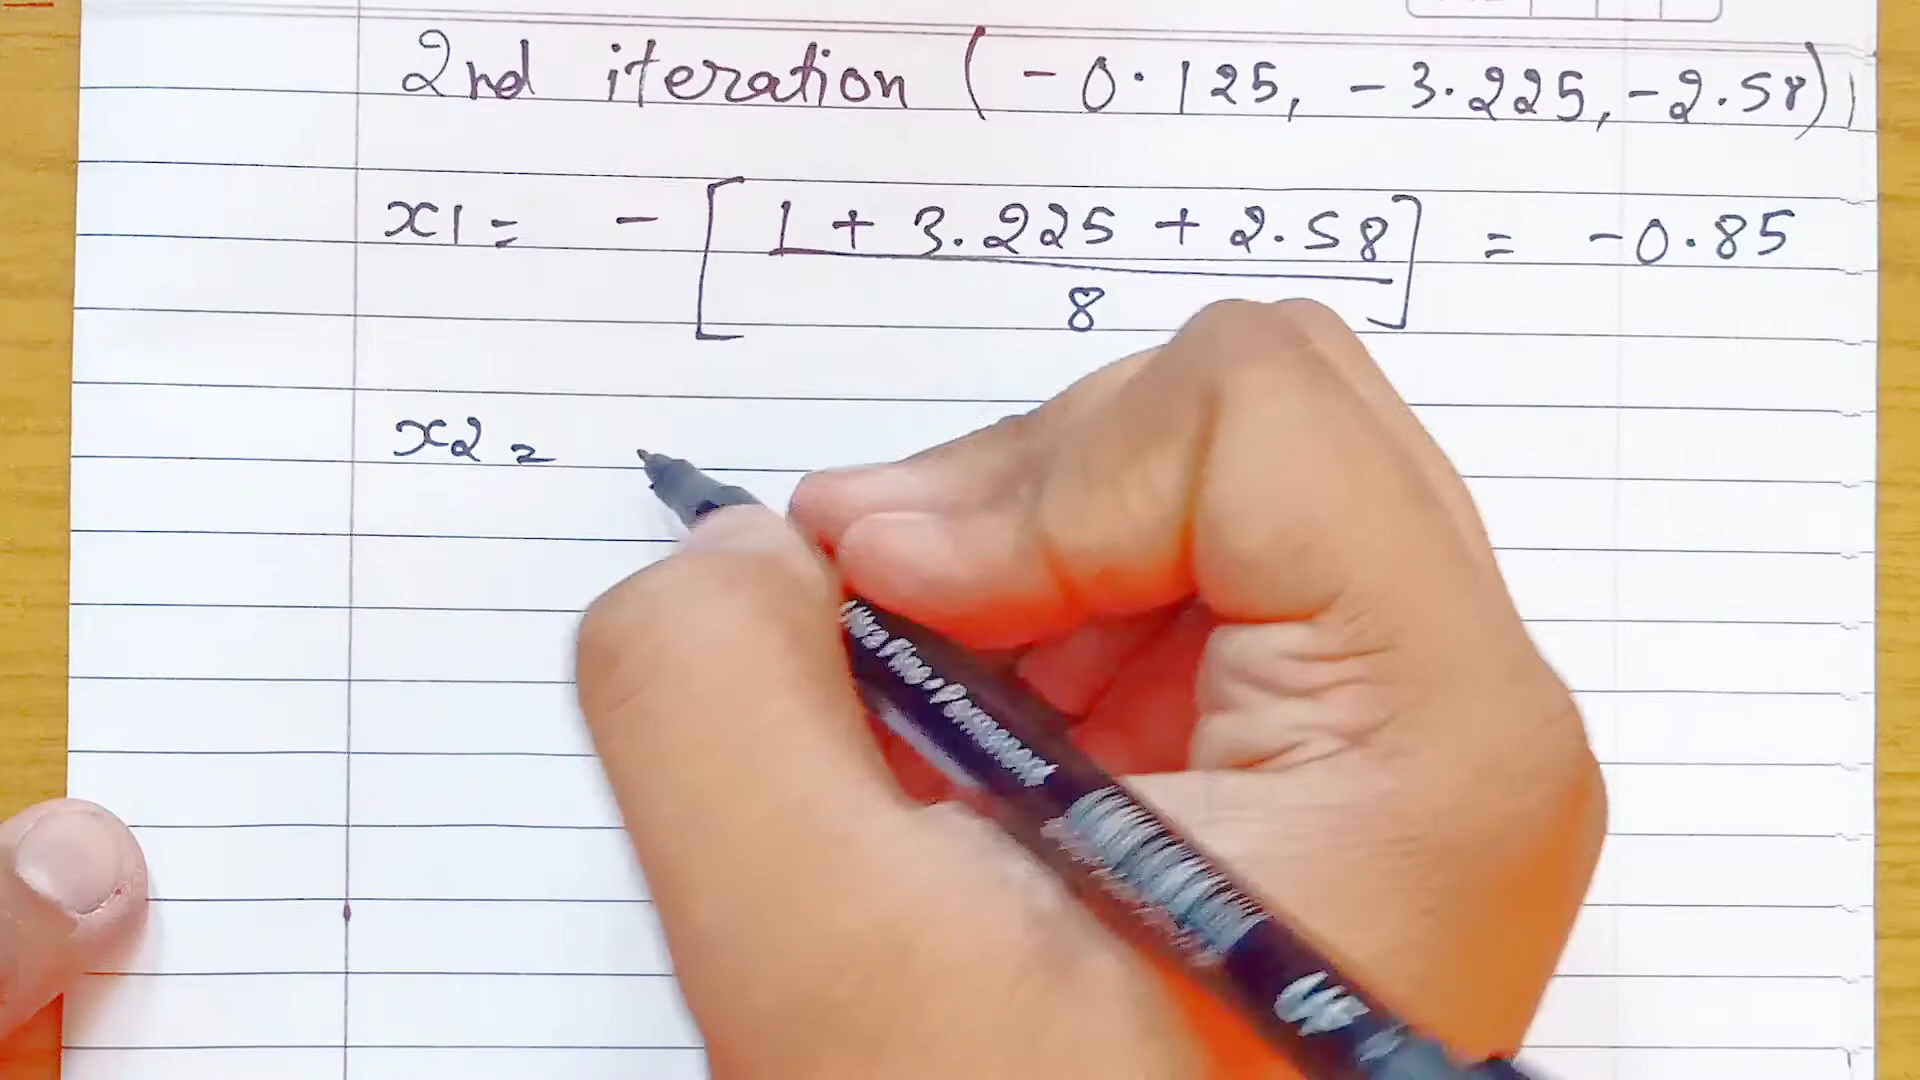 2nd iteration (-0.125, -3.225, -2.58)
x1 = - [ 1 + 3.225 + 2.58 ] = -0.85
8
x2 =